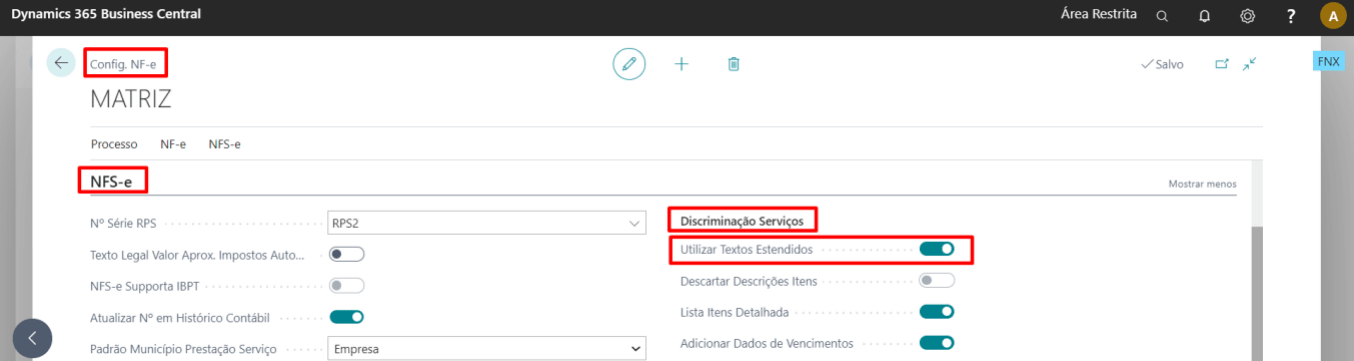 Dynamics 365 Business Central
Área Restrita
?
A
Config. NF-e
Salvo
FNX
MATRIZ
Processo NF-e NFS-e
NFS-e
Mostrar menos
Nº Série RPS
RPS2
Texto Legal Valor Aprox. Impostos Auto...
NFS-e Supporta IBPT
Atualizar Nº em Histórico Contábil
Padrão Município Prestação Serviço
Empresa
Discriminação Serviços
Utilizar Textos Estendidos
Descartar Descrições Itens
Lista Itens Detalhada
Adicionar Dados de Vencimentos